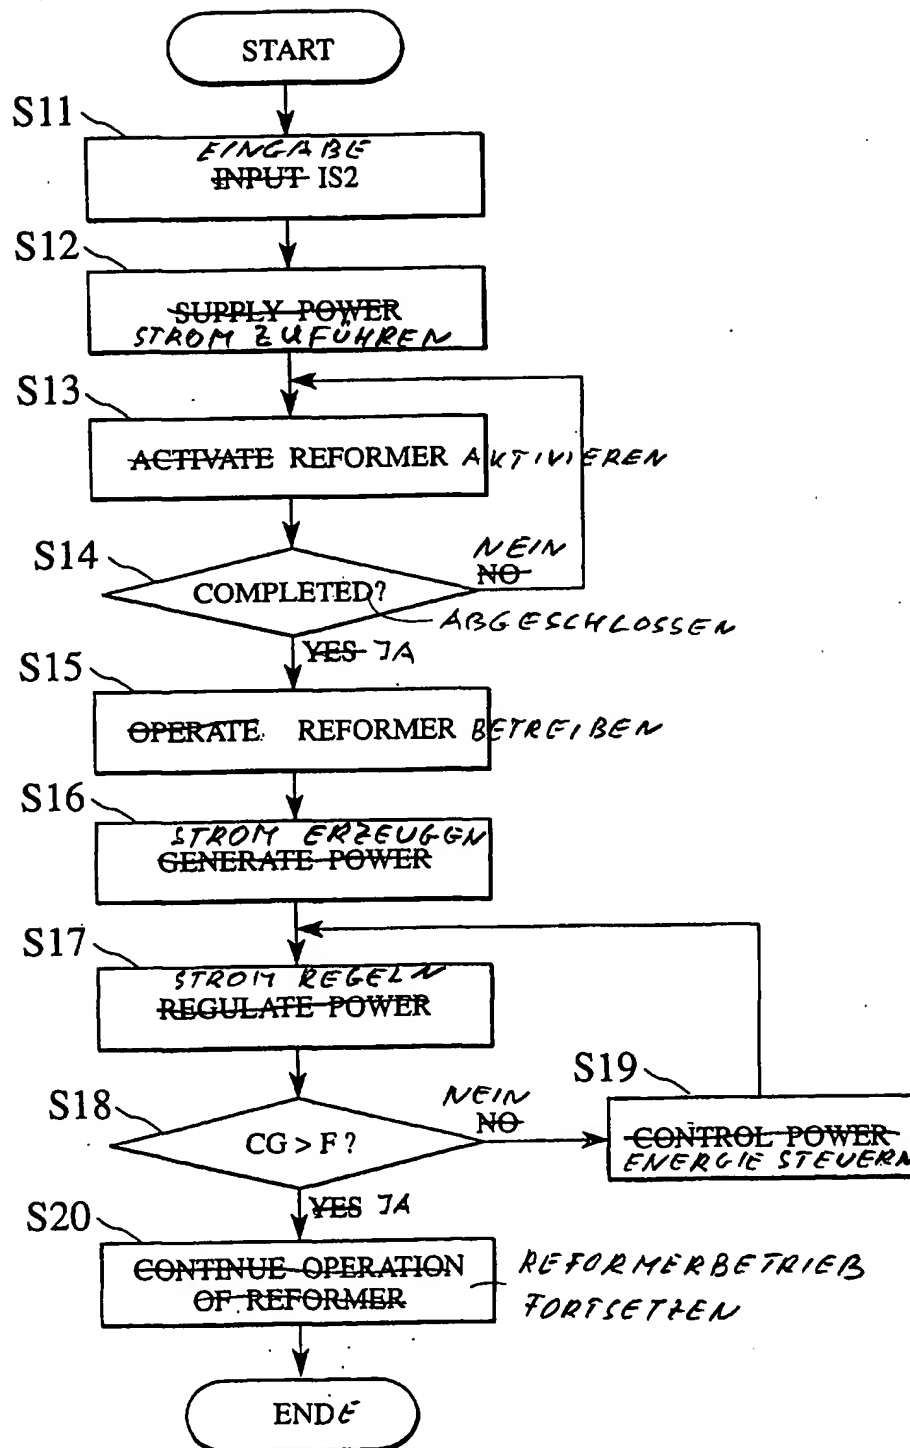 START
S11
EINGABE
INPUT IS2
S12
SUPPLY POWER
STROM ZUFÜHREN
S13
ACTIVATE REFORMER AKTIVIEREN
S14
NEIN
NO
COMPLETED?
ABGESCHLOSSEN
YES JA
S15
OPERATE REFORMER BETREIBEN
S16
STROM ERZEUGEN
GENERATE POWER
S17
STROM REGELN
REGULATE POWER
S18
CG > F ?
NEIN
NO
S19
CONTROL POWER
ENERGIE STEUERN
YES JA
S20
CONTINUE OPERATION
OF REFORMER
REFORMERBETRIEB
FORTSETZEN
ENDE